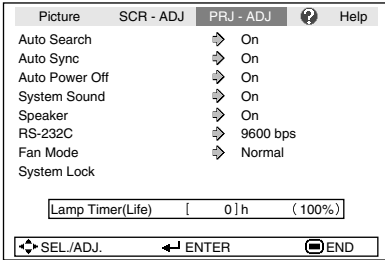 Picture SCR - ADJ PRJ - ADJ ? Help
Auto Search On
Auto Sync On
Auto Power Off On
System Sound On
Speaker On
RS-232C 9600 bps
Fan Mode Normal
System Lock
Lamp Timer(Life) [ 0 ] h (100%)
SEL./ADJ. ENTER END